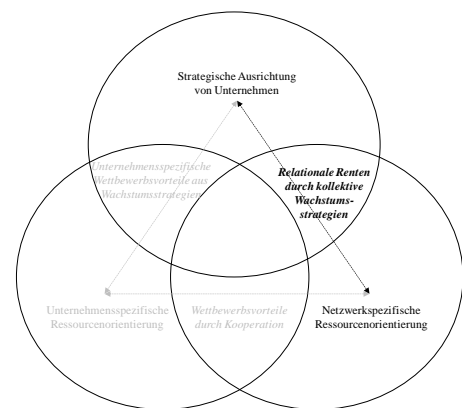 Strategische Ausrichtung
von Unternehmen
Unternehmensspezifische
Wettbewerbsvorteile aus
Wachstumsstrategien
Relationale Renten
durch kollektive
Wachstums-
strategien
Unternehmensspezifische
Ressourcenorientierung
Wettbewerbsvorteile
durch Kooperation
Netzwerkspezifische
Ressourcenorientierung